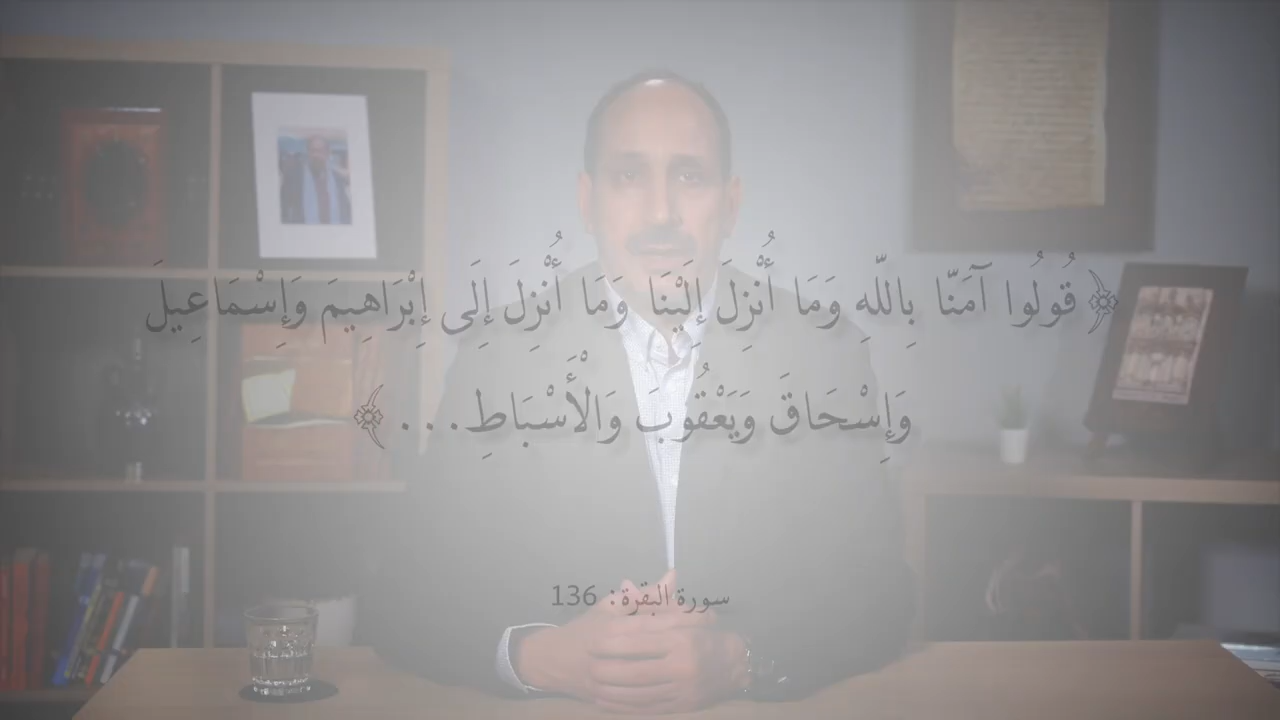 ﴿قُولُوا آمَنَّا بِاللَّهِ وَمَا أُنْزِلَ إِلَيْنَا وَمَا أُنْزِلَ إِلَى إِبْرَاهِيمَ وَإِسْمَاعِيلَ
وَإِسْحَاقَ وَيَعْقُوبَ وَالْأَسْبَاطِ...﴾
سورة البقرة: 136